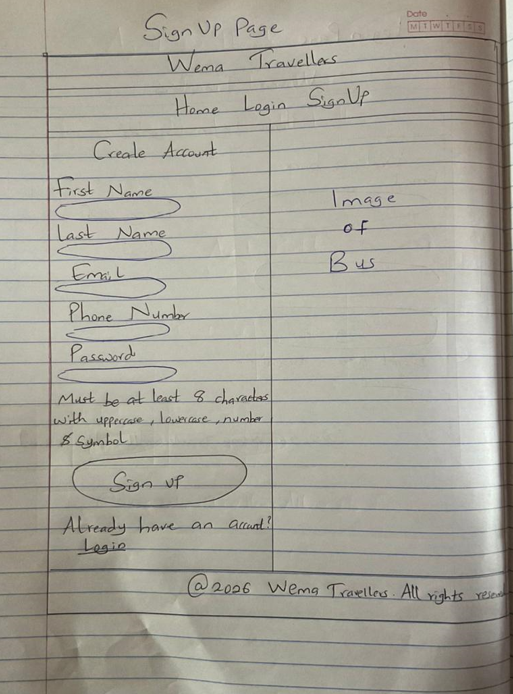 Date
M T W T F S S
Sign Up Page
Wema Travellers
Home Login SignUp
Create Account
First Name
Last Name
Email
Phone Number
Password
Must be at least 8 characters
with uppercase, lowercase, number
& symbol
Sign up
Already have an account?
Login
Image
of
Bus
@2026 Wema Travellers. All rights